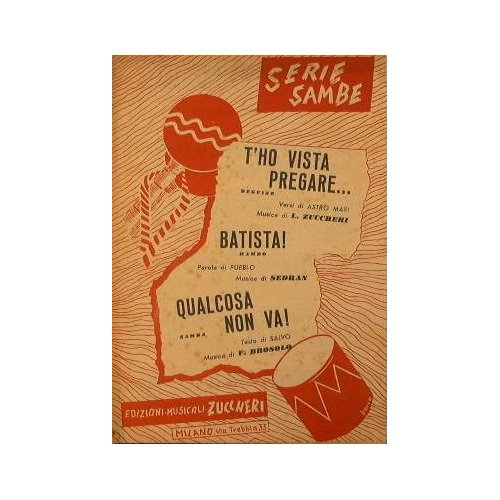 SERIE
SAMBE
T'HO VISTA
PREGARE...
BEGUINE
Versi di ASTRO MARI
Musica di L. ZUCCHERI
BATISTA!
Parole di PUEBLO
Musica di SEDRAN
QUALCOSA
NON VA!
SAMBA
Testo di SALVO
Musica di F. BROSOLO
EDIZIONI·MUSICALI·ZUCCHERI
MILANO Via Trebbia 33